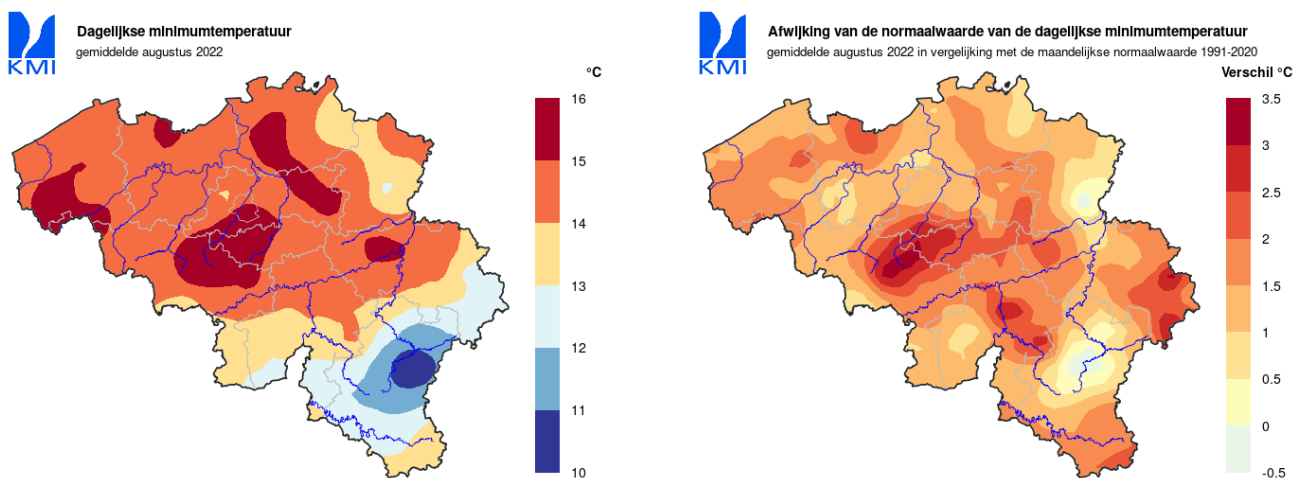 Dagelijkse minimumtemperatuur
gemiddelde augustus 2022
KMI
°C
16
15
14
13
12
11
10
Afwijking van de normaalwaarde van de dagelijkse minimumtemperatuur
gemiddelde augustus 2022 in vergelijking met de maandelijkse normaalwaarde 1991-2020
KMI
Verschil °C
3.5
3
2.5
2
1.5
1
0.5
0
-0.5